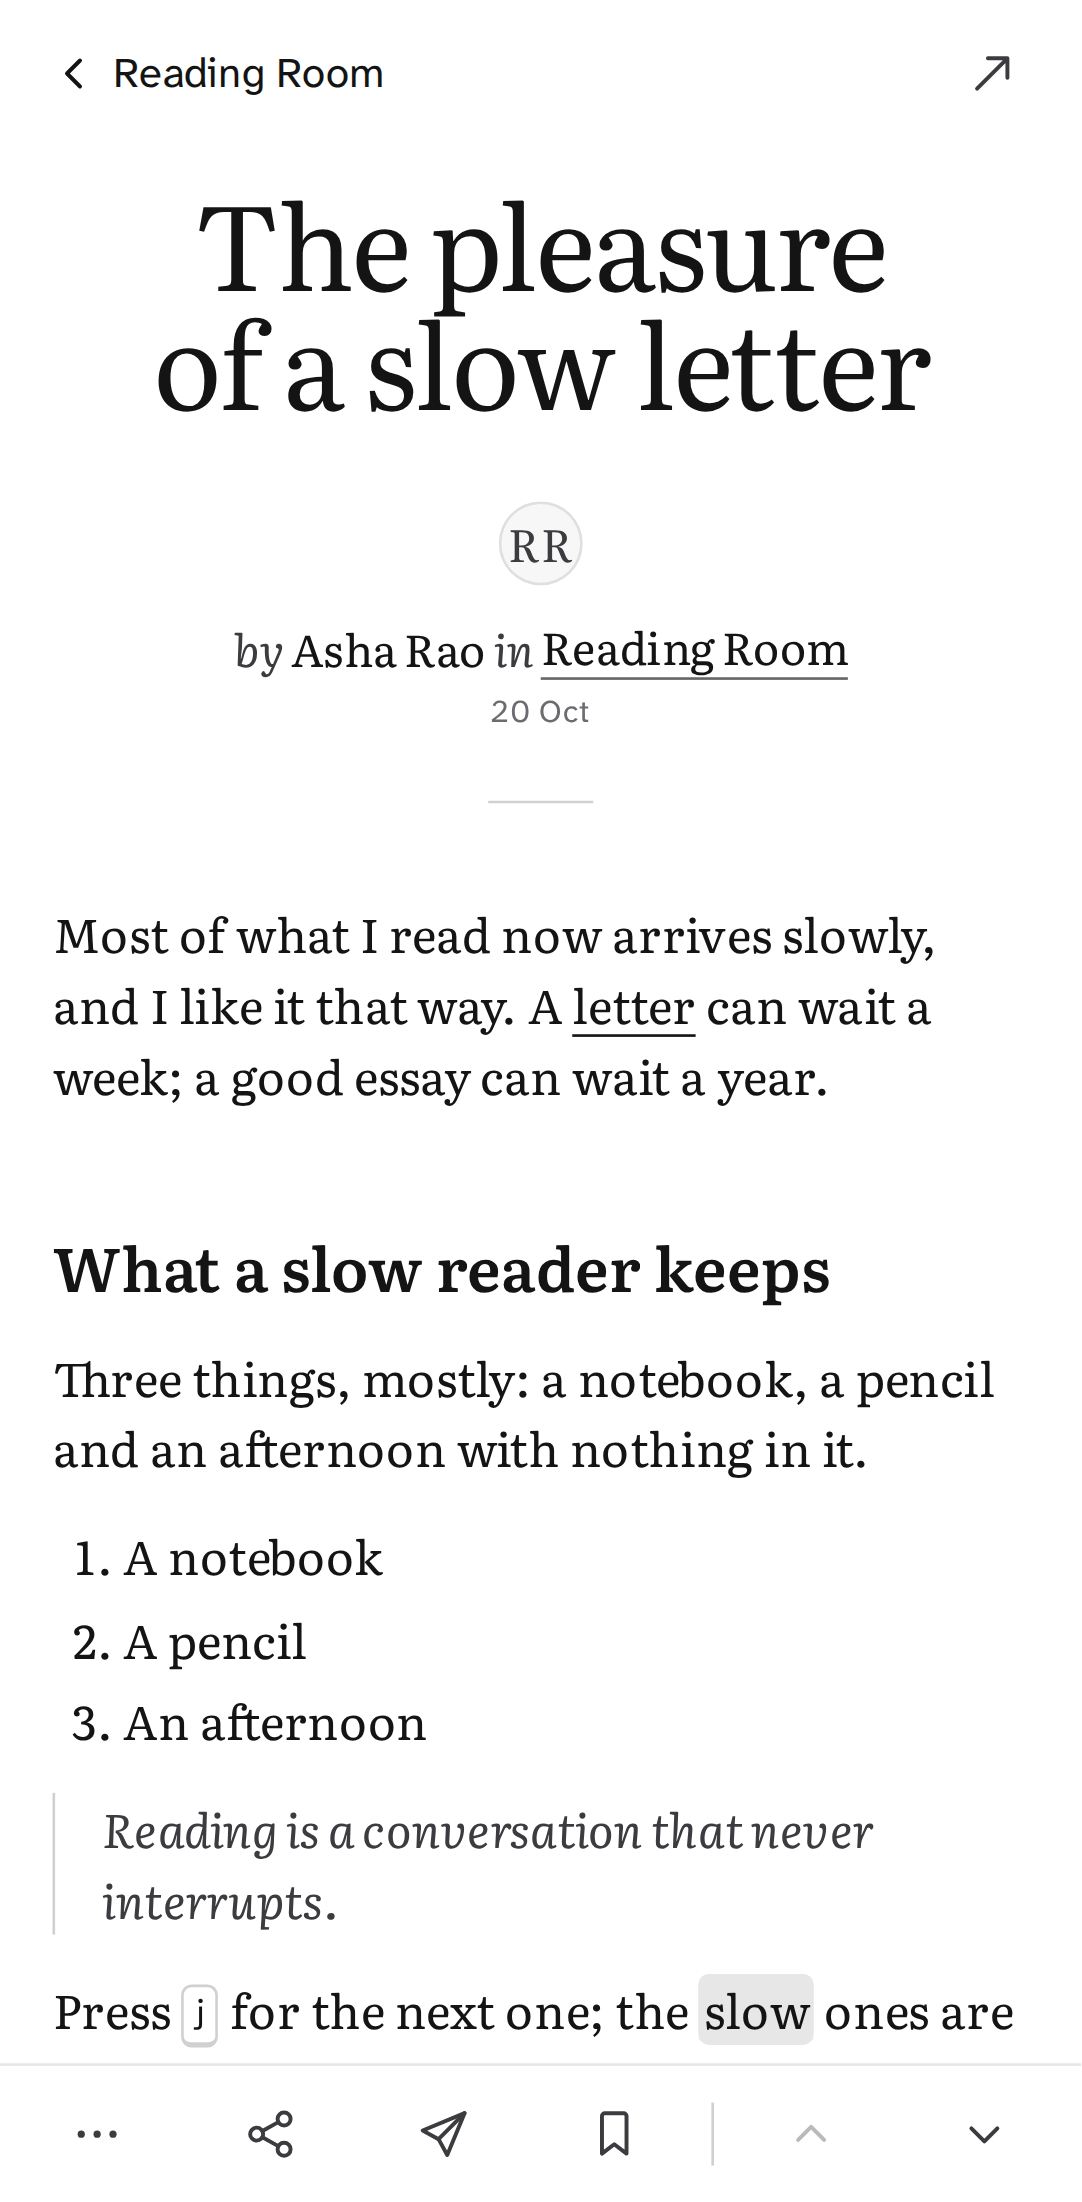 Reading Room
The pleasure
of a slow letter
RR
by Asha Rao in Reading Room
20 Oct
Most of what I read now arrives slowly,
and I like it that way. A letter can wait a
week; a good essay can wait a year.
What a slow reader keeps
Three things, mostly: a notebook, a pencil
and an afternoon with nothing in it.
1. A notebook
2. A pencil
3. An afternoon
Reading is a conversation that never
interrupts.
Press j for the next one; the slow ones are